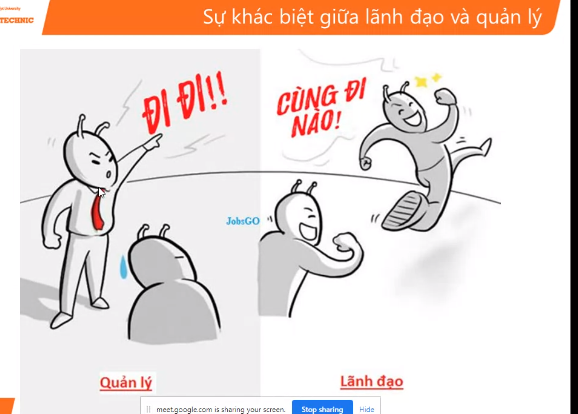 TECHNIC
Sự khác biệt giữa lãnh đạo và quản lý
ĐI ĐI!!
CÙNG ĐI
NÀO!
JobsGO
Quản lý
Lãnh đạo
meet.google.com is sharing your screen.
Stop sharing
Hide